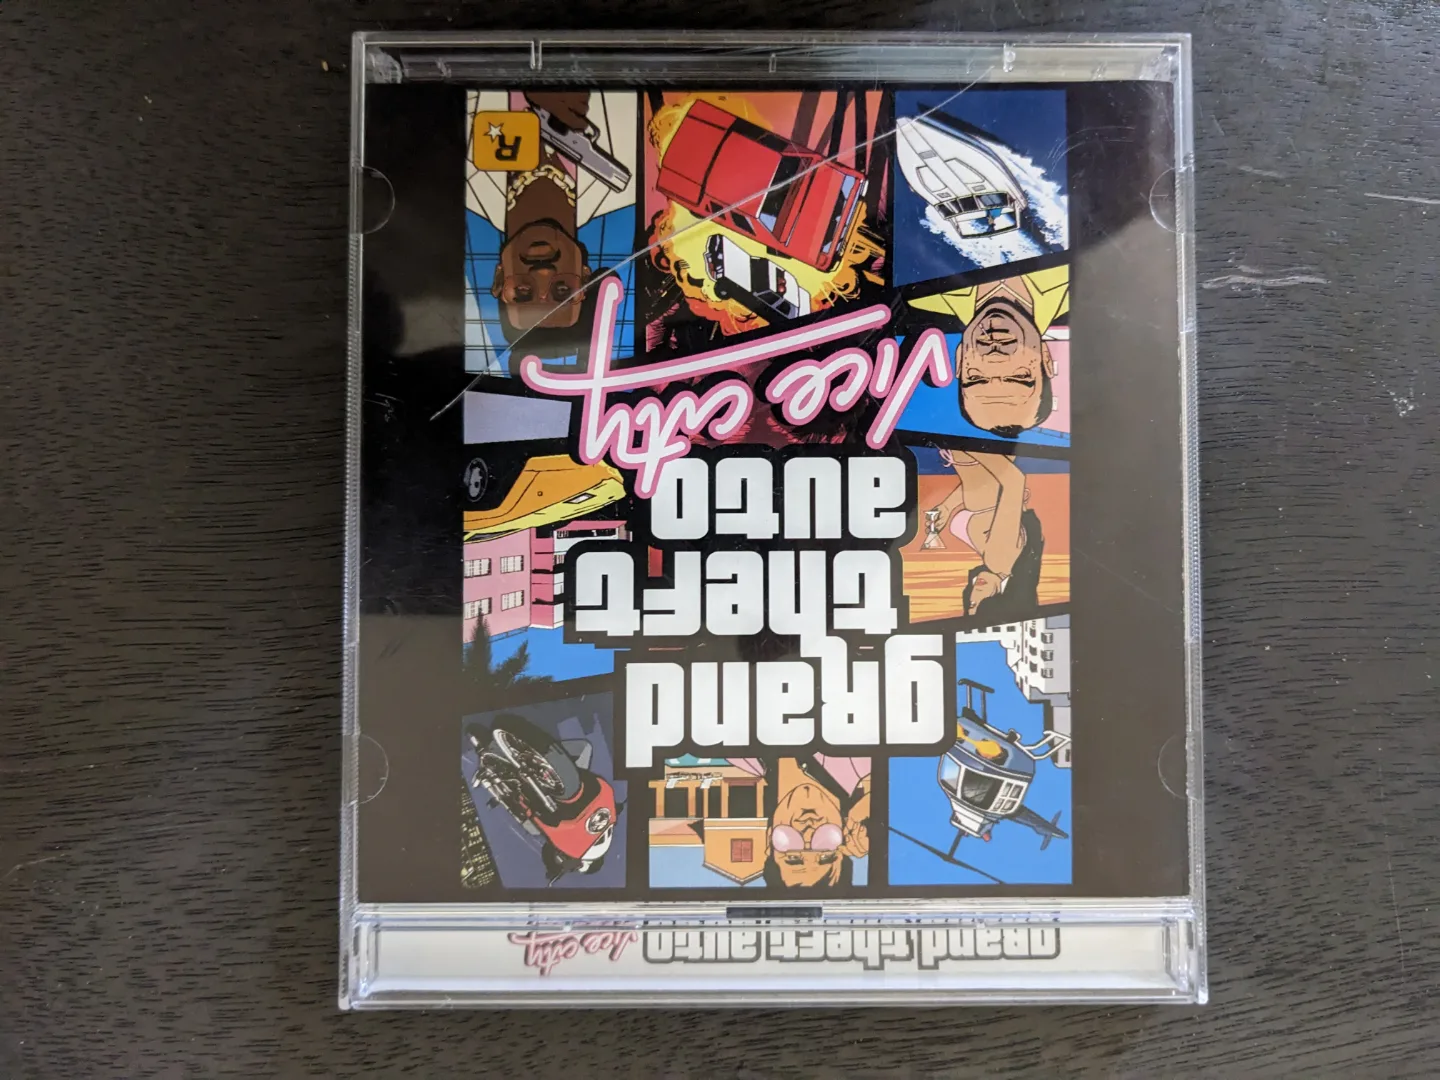 grand
theft
auto
vice city
R
grand theft auto vice city